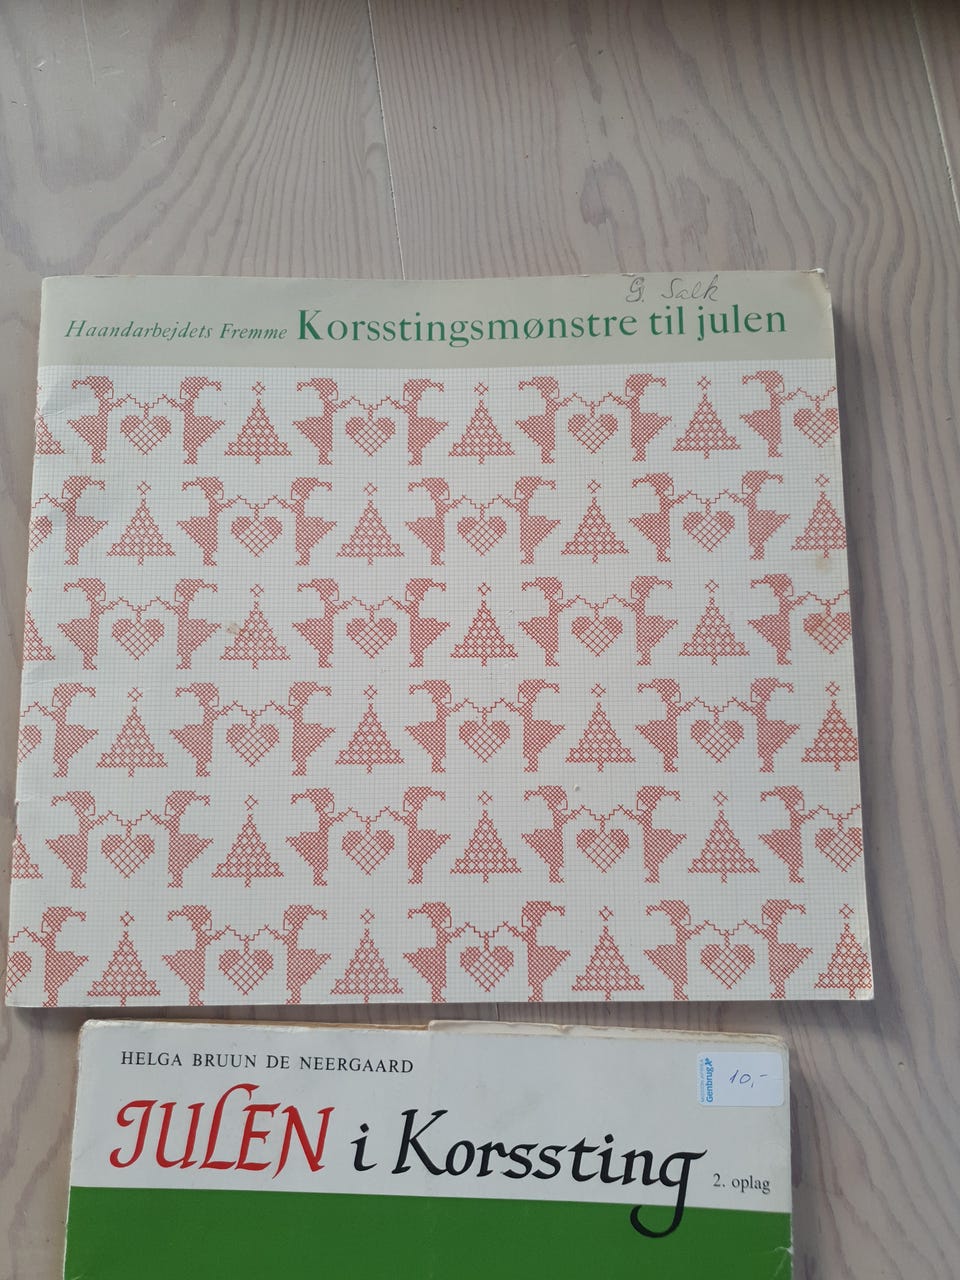 G. Salk
Haandarbejdets Fremme Korsstingsmønstre til julen
HELGA BRUUN DE NEERGAARD
Genbrug
10,-
JULEN i Korssting
2. oplag